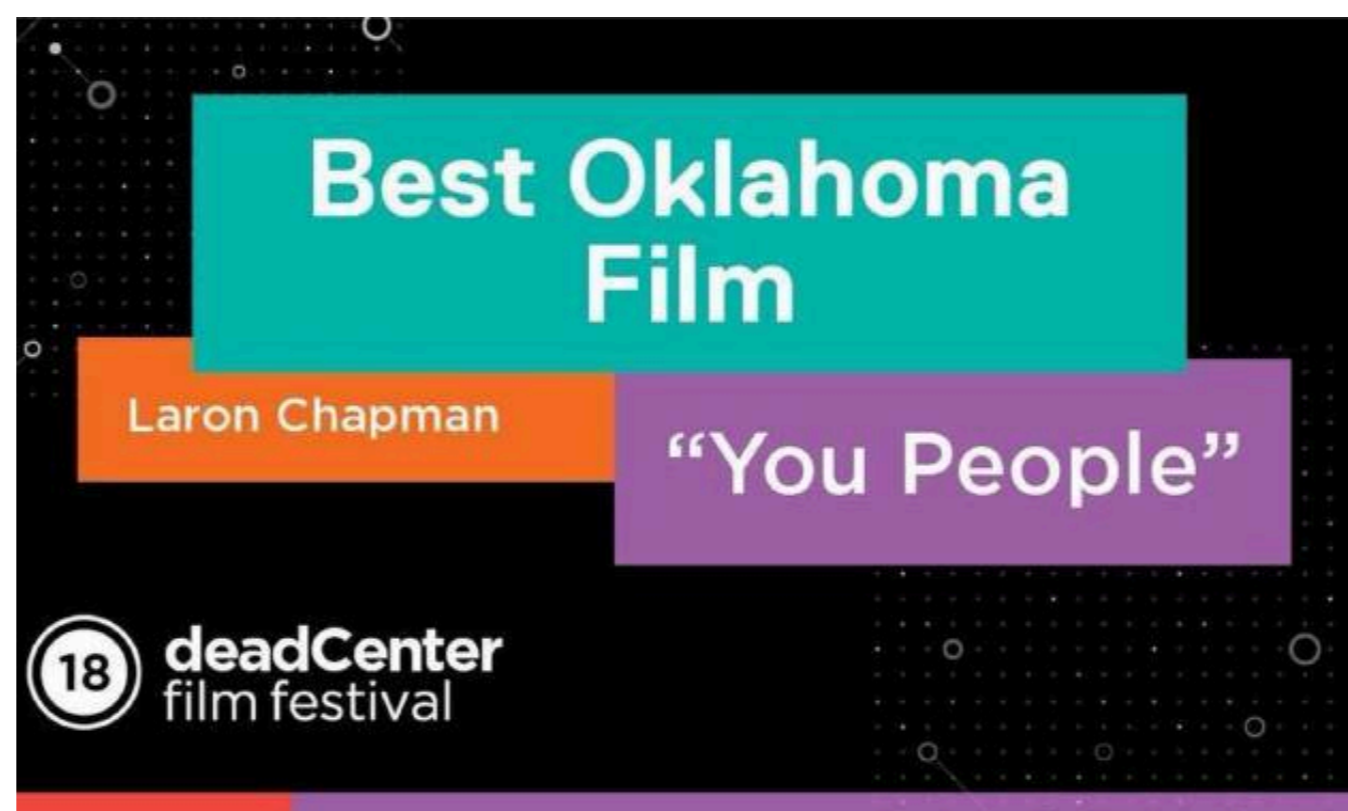 Best Oklahoma
Film
Laron Chapman
“You People”
18
deadCenter
film festival